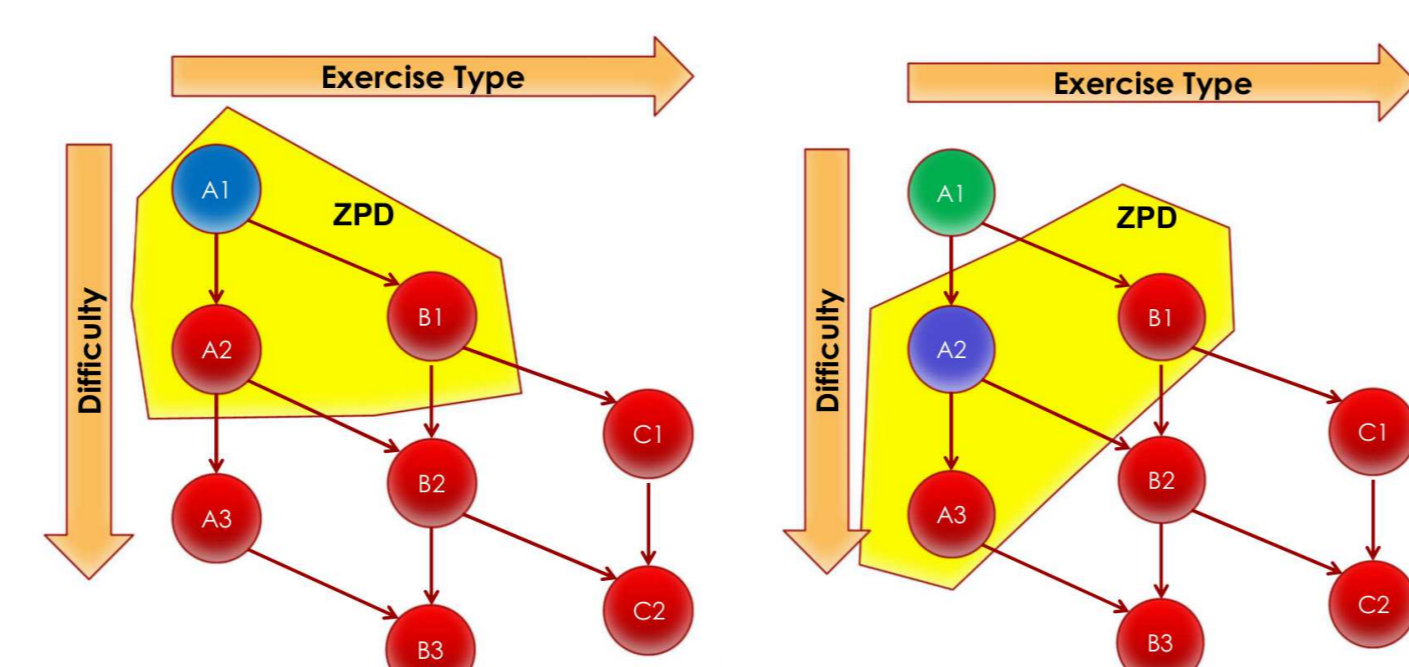 Exercise Type
Difficulty
ZPD
A1
A2
B1
A3
B2
C1
B3
C2
Exercise Type
Difficulty
ZPD
A1
A2
B1
A3
B2
C1
B3
C2